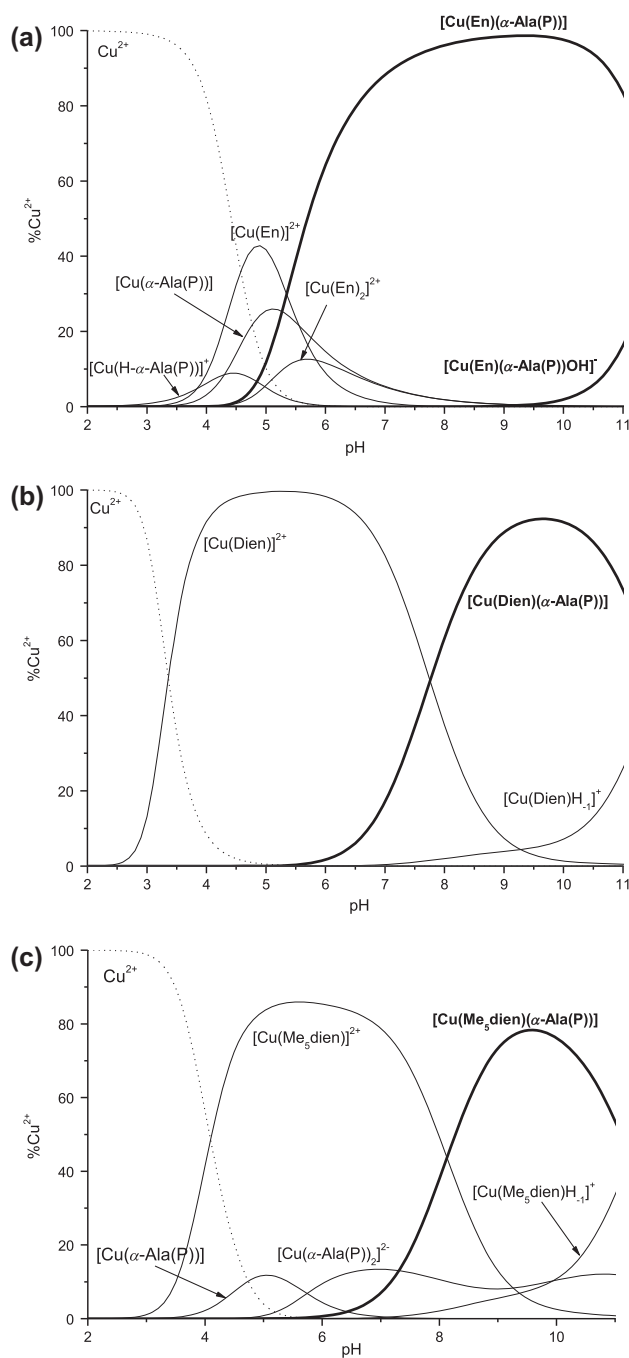 (a)
[Cu(En)(α-Ala(P))]
Cu²⁺
[Cu(En)]²⁺
[Cu(α-Ala(P))]
[Cu(En)₂]²⁺
[Cu(H-α-Ala(P))]⁺
[Cu(En)(α-Ala(P))OH]⁻
%Cu²⁺
100
80
60
40
20
0
2 3 4 5 6 7 8 9 10 11
pH
(b)
Cu²⁺
[Cu(Dien)]²⁺
[Cu(Dien)(α-Ala(P))]
[Cu(Dien)H₋₁]⁺
%Cu²⁺
100
80
60
40
20
0
2 3 4 5 6 7 8 9 10 11
pH
(c)
Cu²⁺
[Cu(Me₅dien)(α-Ala(P))]
[Cu(Me₅dien)]²⁺
[Cu(Me₅dien)H₋₁]⁺
[Cu(α-Ala(P))]
[Cu(α-Ala(P))₂]²⁻
%Cu²⁺
100
80
60
40
20
0
2 4 6 8 10
pH